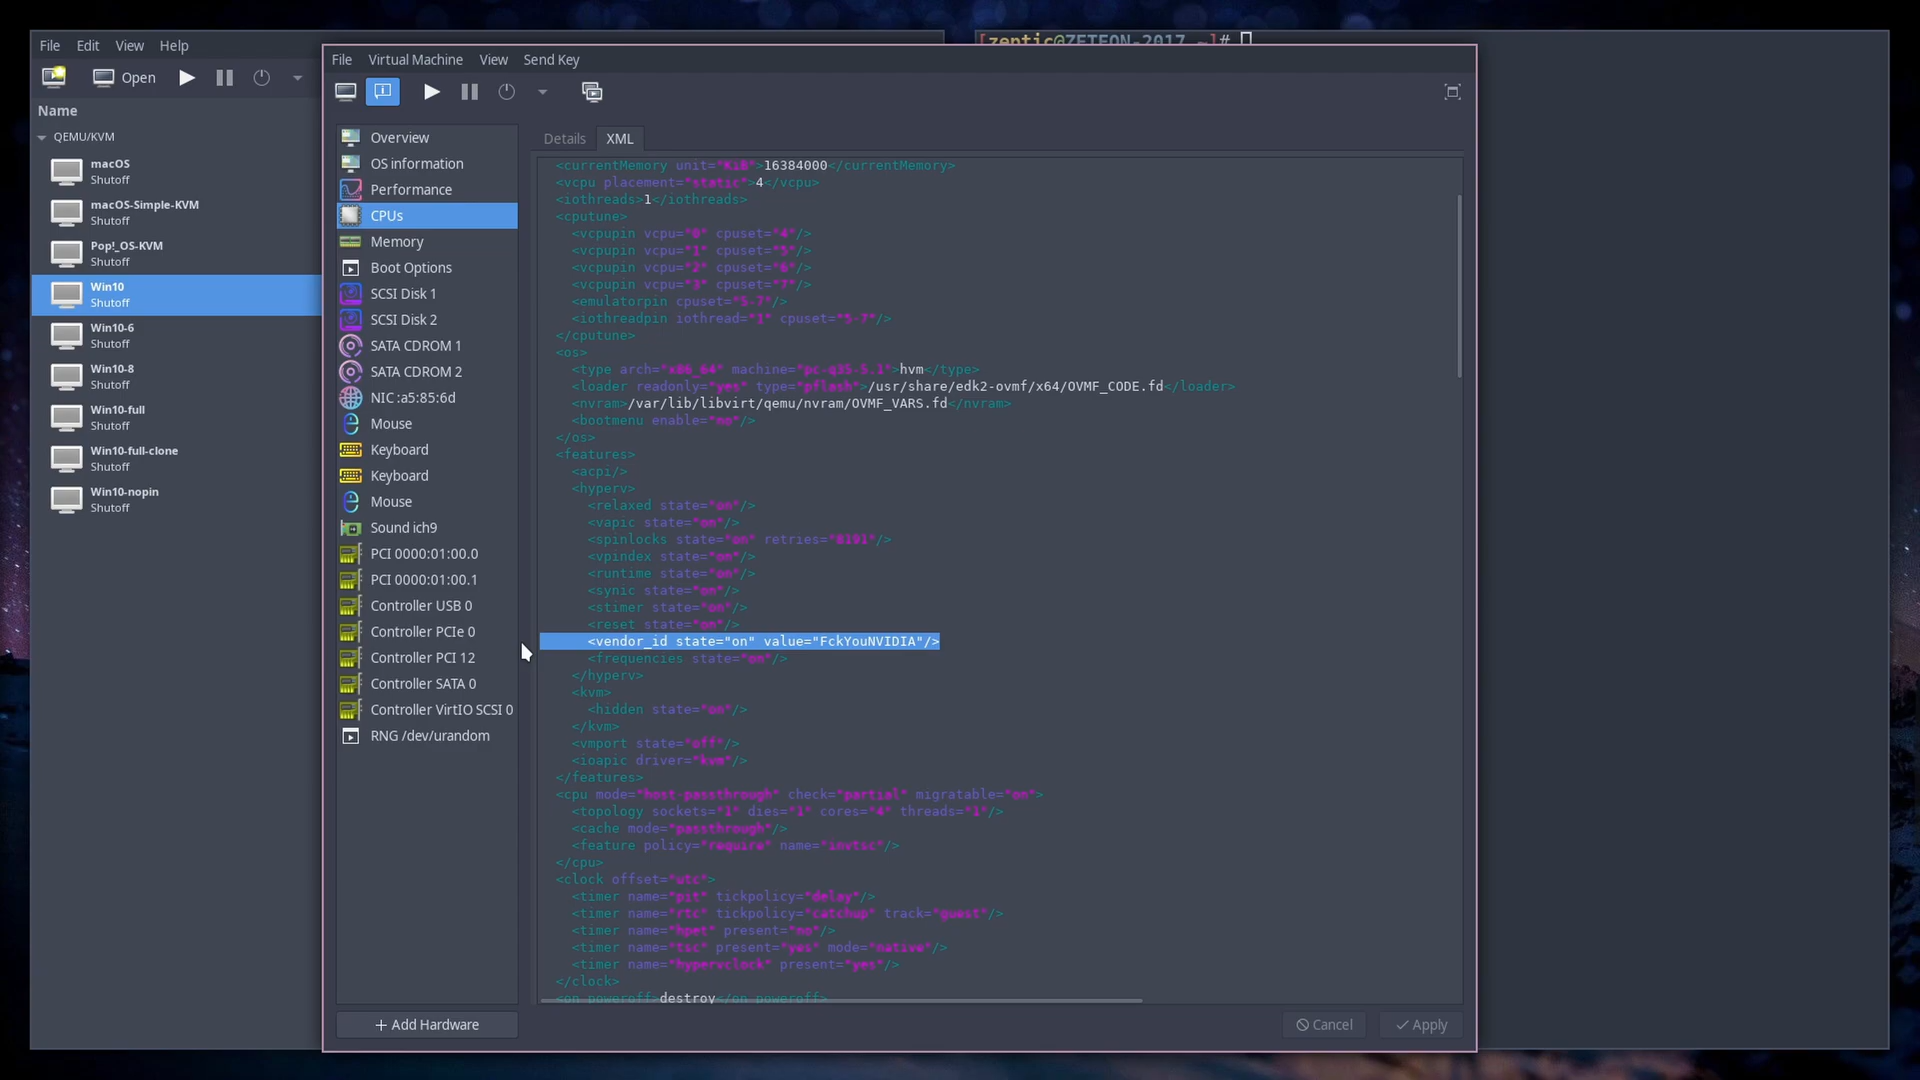 File Edit View Help
Open
Name
QEMU/KVM
macOS
Shutoff
macOS-Simple-KVM
Shutoff
Pop!_OS-KVM
Shutoff
Win10
Shutoff
Win10-6
Shutoff
Win10-8
Shutoff
Win10-full
Shutoff
Win10-full-clone
Shutoff
Win10-nopin
Shutoff
[zeptic@ZETEON-2017 ~]#
File Virtual Machine View Send Key
Overview
OS information
Performance
CPUs
Memory
Boot Options
SCSI Disk 1
SCSI Disk 2
SATA CDROM 1
SATA CDROM 2
NIC :a5:85:6d
Mouse
Keyboard
Keyboard
Mouse
Sound ich9
PCI 0000:01:00.0
PCI 0000:01:00.1
Controller USB 0
Controller PCIe 0
Controller PCI 12
Controller SATA 0
Controller VirtIO SCSI 0
RNG /dev/urandom
Add Hardware
Details XML
<currentMemory unit="KiB">16384000</currentMemory>
<vcpu placement="static">4</vcpu>
<iothreads>1</iothreads>
<cputune>
<vcpupin vcpu="0" cpuset="4"/>
<vcpupin vcpu="1" cpuset="5"/>
<vcpupin vcpu="2" cpuset="6"/>
<vcpupin vcpu="3" cpuset="7"/>
<emulatorpin cpuset="5-7"/>
<iothreadpin iothread="1" cpuset="5-7"/>
</cputune>
<os>
<type arch="x86_64" machine="pc-q35-5.1">hvm</type>
<loader readonly="yes" type="pflash">/usr/share/edk2-ovmf/x64/OVMF_CODE.fd</loader>
<nvram>/var/lib/libvirt/qemu/nvram/OVMF_VARS.fd</nvram>
<bootmenu enable="no"/>
</os>
<features>
<acpi/>
<hyperv>
<relaxed state="on"/>
<vapic state="on"/>
<spinlocks state="on" retries="8191"/>
<vpindex state="on"/>
<runtime state="on"/>
<synic state="on"/>
<stimer state="on"/>
<reset state="on"/>
<vendor_id state="on" value="FckYouNVIDIA"/>
<frequencies state="on"/>
</hyperv>
<kvm>
<hidden state="on"/>
</kvm>
<vmport state="off"/>
<ioapic driver="kvm"/>
</features>
<cpu mode="host-passthrough" check="partial" migratable="on">
<topology sockets="1" dies="1" cores="4" threads="1"/>
<cache mode="passthrough"/>
<feature policy="require" name="invtsc"/>
</cpu>
<clock offset="utc">
<timer name="pit" tickpolicy="delay"/>
<timer name="rtc" tickpolicy="catchup" track="guest"/>
<timer name="hpet" present="no"/>
<timer name="tsc" present="yes" mode="native"/>
<timer name="hypervclock" present="yes"/>
</clock>
<on_poweroff>destroy</on_poweroff>
Cancel Apply